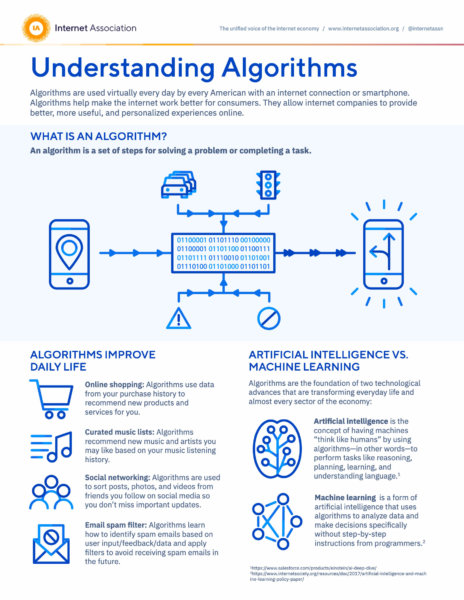 IA Internet Association
The unified voice of the internet economy / www.internetassociation.org / @internetassn
Understanding Algorithms
Algorithms are used virtually every day by every American with an internet connection or smartphone.
Algorithms help make the internet work better for consumers. They allow internet companies to provide
better, more useful, and personalized experiences online.
WHAT IS AN ALGORITHM?
An algorithm is a set of steps for solving a problem or completing a task.
01100001 01101110 00100000
01100001 01101100 01100111
01101111 01110010 01101001
01110100 01101000 01101101
ALGORITHMS IMPROVE
DAILY LIFE
Online shopping: Algorithms use data
from your purchase history to
recommend new products and
services for you.
Curated music lists: Algorithms
recommend new music and artists you
may like based on your music listening
history.
Social networking: Algorithms are used
to sort posts, photos, and videos from
friends you follow on social media so
you don't miss important updates.
Email spam filter: Algorithms learn
how to identify spam emails based on
user input/feedback/data and apply
filters to avoid receiving spam emails in
the future.
ARTIFICIAL INTELLIGENCE VS.
MACHINE LEARNING
Algorithms are the foundation of two technological
advances that are transforming everyday life and
almost every sector of the economy:
Artificial intelligence is the
concept of having machines
"think like humans" by using
algorithms—in other words—to
perform tasks like reasoning,
planning, learning, and
understanding language.¹
Machine learning is a form of
artificial intelligence that uses
algorithms to analyze data and
make decisions specifically
without step-by-step
instructions from programmers.²
¹https://www.salesforce.com/products/einstein/ai-deep-dive/
²https://www.internetsociety.org/resources/doc/2017/artificial-intelligence-and-mach
ine-learning-policy-paper/